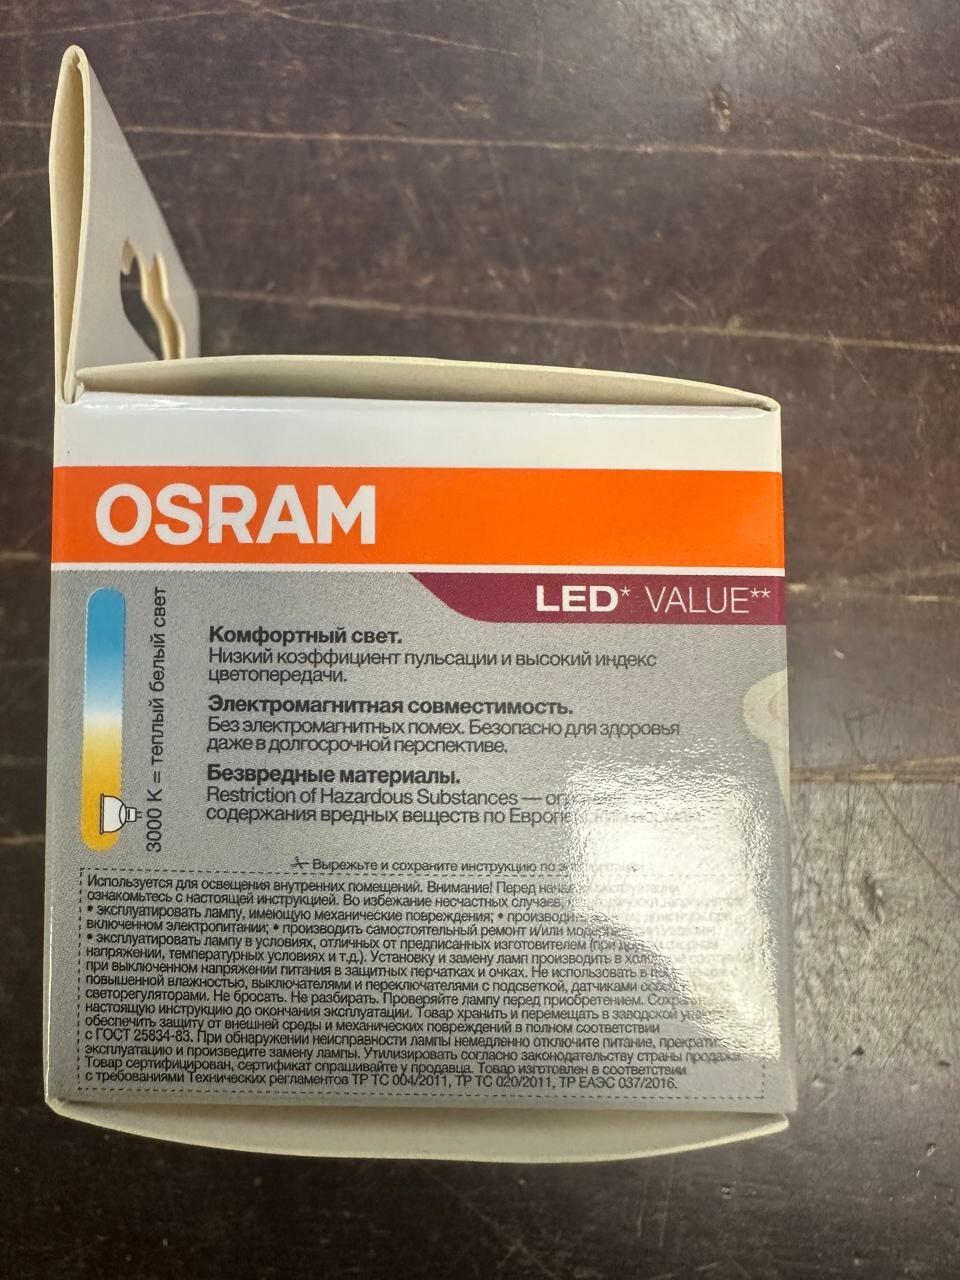 OSRAM
LED* VALUE**
3000 K = теплый белый свет
Комфортный свет.
Низкий коэффициент пульсации и высокий индекс
цветопередачи.
Электромагнитная совместимость.
Без электромагнитных помех. Безопасно для здоровья
даже в долгосрочной перспективе.
Безвредные материалы.
Restriction of Hazardous Substances —
содержания вредных веществ по
Вырежьте и сохраните инструкцию по
Используется для освещения внутренних помещений. Внимание! Перед
ознакомьтесь с настоящей инструкцией. Во избежание несчастных случаев,
• эксплуатировать лампу, имеющую механические повреждения; •
включенном электропитании; • производить самостоятельный ремонт и/или
• эксплуатировать лампу в условиях, отличных от предписанных изготовителем (при
напряжении, температурных условиях и т.д.). Установку и замену ламп производить в
при выключенном напряжении питания в защитных перчатках и очках. Не использовать в
повышенной влажностью, выключателями и переключателями с подсветкой, датчиками
светорегуляторами. Не бросать. Не разбирать. Проверяйте лампу перед приобретением.
настоящую инструкцию до окончания эксплуатации. Товар хранить и перемещать в заводской
обеспечить защиту от внешней среды и механических повреждений в полном соответствии
с ГОСТ 25834-83. При обнаружении неисправности лампы немедленно отключите питание,
эксплуатацию и произведите замену лампы. Утилизировать согласно законодательству страны продажи.
Товар сертифицирован, сертификат спрашивайте у продавца. Товар изготовлен в соответствии
с требованиями Технических регламентов ТР ТС 004/2011, ТР ТС 020/2011, ТР ЕАЭС 037/2016.